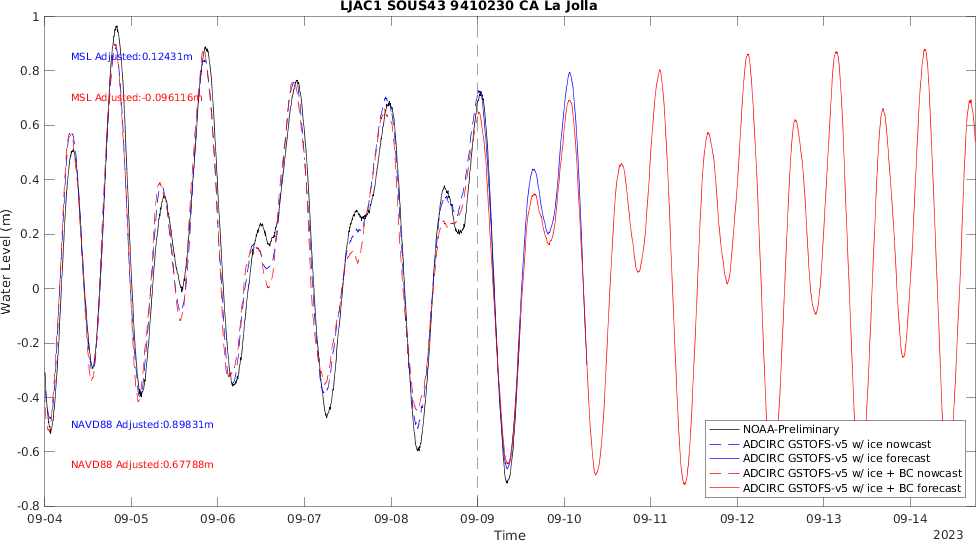 LJAC1 SOUS43 9410230 CA La Jolla
1
0.8
0.6
0.4
0.2
0
-0.2
-0.4
-0.6
-0.8
Water Level (m)
MSL Adjusted:0.12431m
MSL Adjusted:-0.096116m
NAVD88 Adjusted:0.89831m
NAVD88 Adjusted:0.67788m
NOAA-Preliminary
ADCIRC GSTOFS-v5 w/ ice nowcast
ADCIRC GSTOFS-v5 w/ ice forecast
ADCIRC GSTOFS-v5 w/ ice + BC nowcast
ADCIRC GSTOFS-v5 w/ ice + BC forecast
09-04 09-05 09-06 09-07 09-08 09-09 09-10 09-11 09-12 09-13 09-14
Time
2023